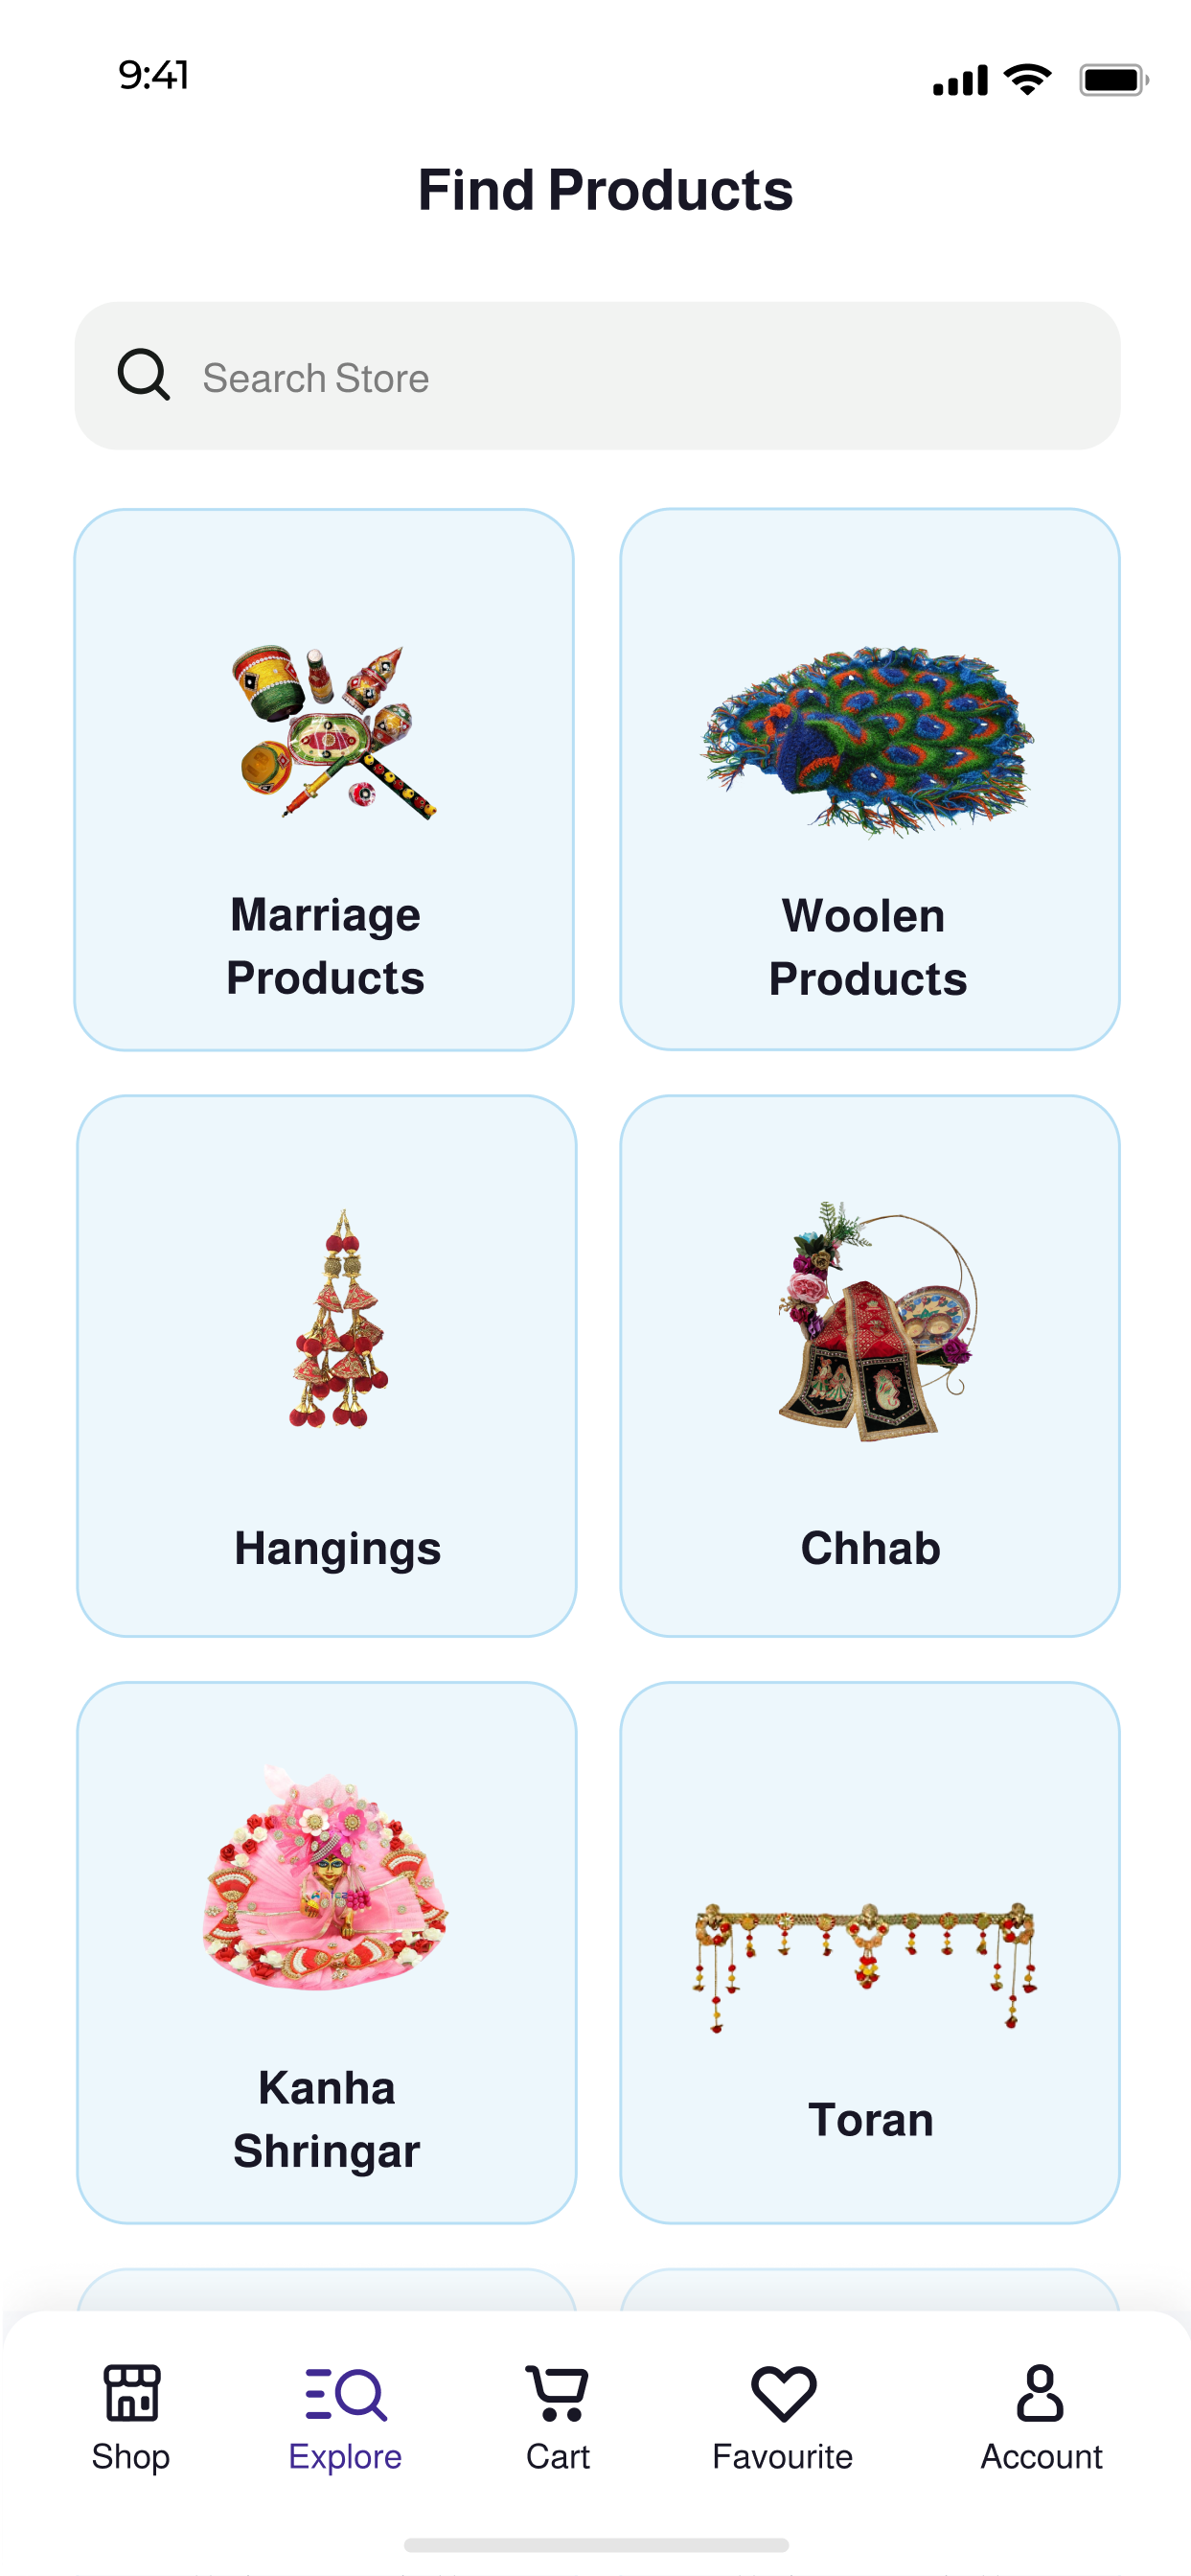 9:41
Find Products
Search Store
Marriage
Products
Woolen
Products
Hangings
Chhab
Kanha
Shringar
Toran
Shop
Explore
Cart
Favourite
Account